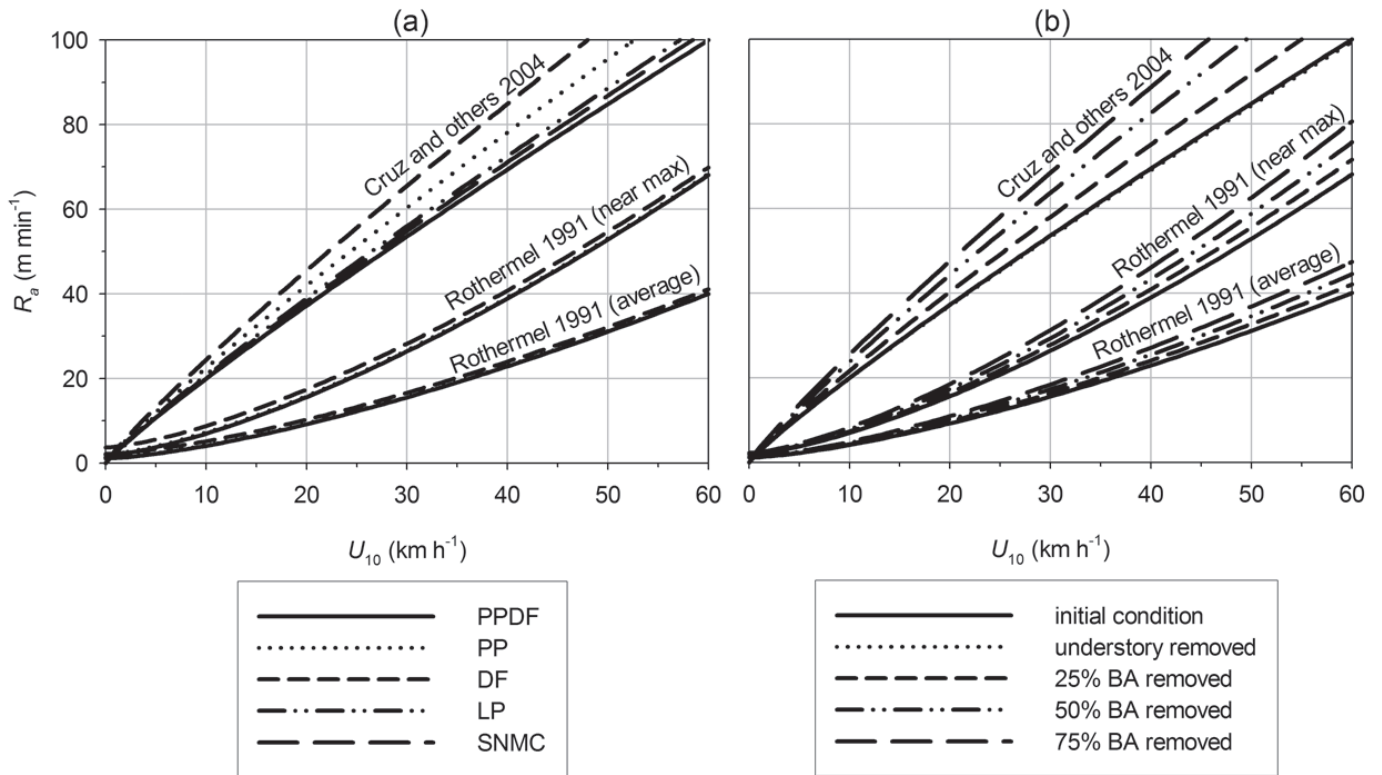 (a)
100
80
60
40
20
0
Rₐ (m min⁻¹)
Cruz and others 2004
Rothermel 1991 (near max)
Rothermel 1991 (average)
0 10 20 30 40 50 60
U₁₀ (km h⁻¹)
PPDF
PP
DF
LP
SNMC
(b)
Cruz and others 2004
Rothermel 1991 (near max)
Rothermel 1991 (average)
0 10 20 30 40 50 60
U₁₀ (km h⁻¹)
initial condition
understory removed
25% BA removed
50% BA removed
75% BA removed